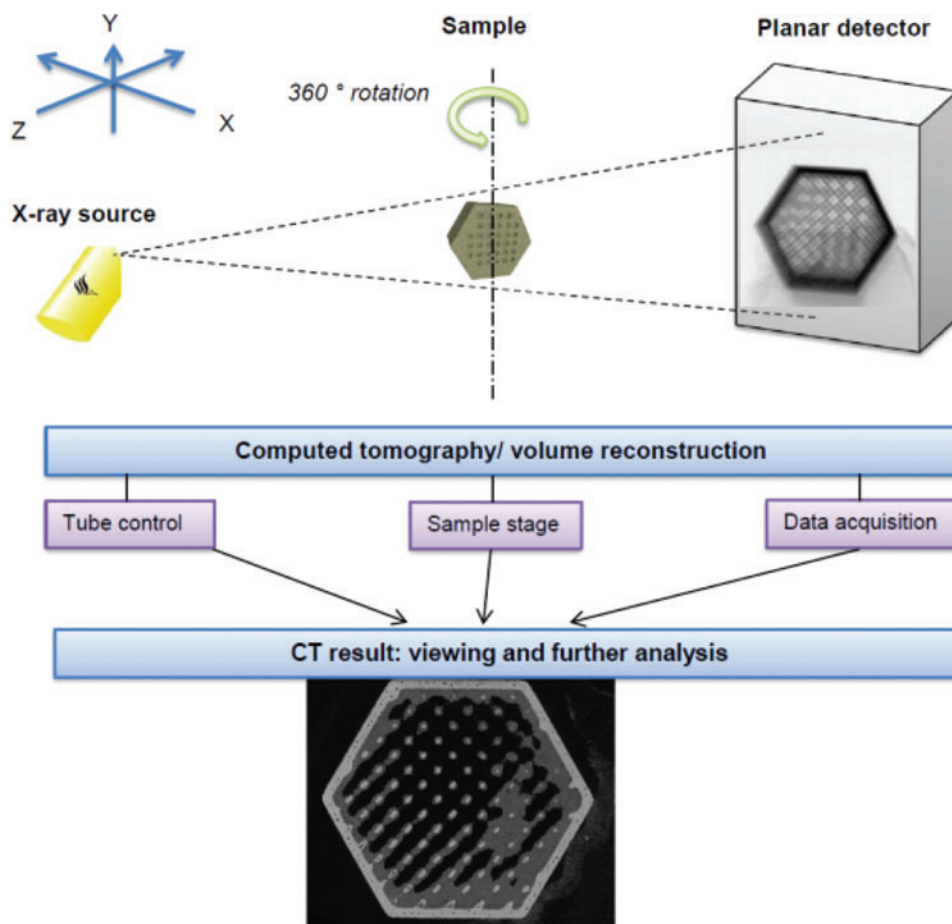 Y
Sample
Planar detector
360 ° rotation
Z
X
X-ray source
Computed tomography/ volume reconstruction
Tube control
Sample stage
Data acquisition
CT result: viewing and further analysis